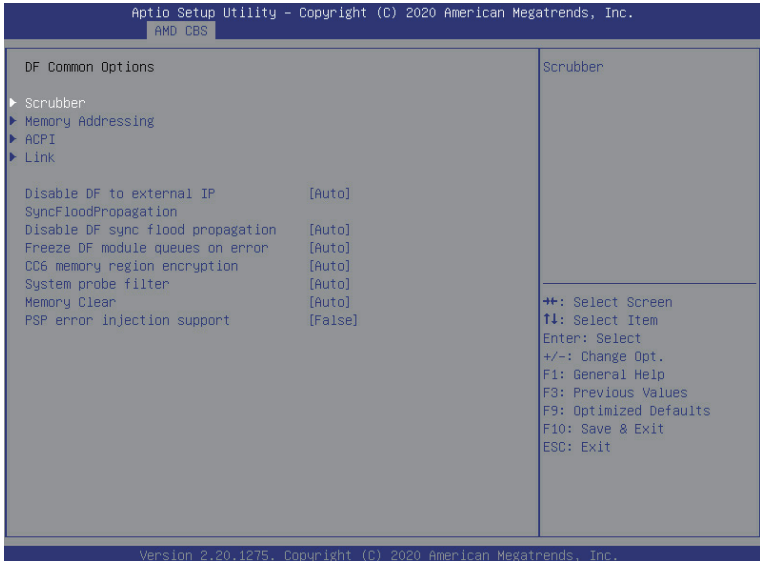 Aptio Setup Utility – Copyright (C) 2020 American Megatrends, Inc.
AMD CBS
DF Common Options
Scrubber
Memory Addressing
ACPI
Link
Disable DF to external IP [Auto]
SyncFloodPropagation
Disable DF sync flood propagation [Auto]
Freeze DF module queues on error [Auto]
CC6 memory region encryption [Auto]
System probe filter [Auto]
Memory Clear [Auto]
PSP error injection support [False]
Scrubber
→←: Select Screen
↑↓: Select Item
Enter: Select
+/-: Change Opt.
F1: General Help
F3: Previous Values
F9: Optimized Defaults
F10: Save & Exit
ESC: Exit
Version 2.20.1275. Copyright (C) 2020 American Megatrends, Inc.